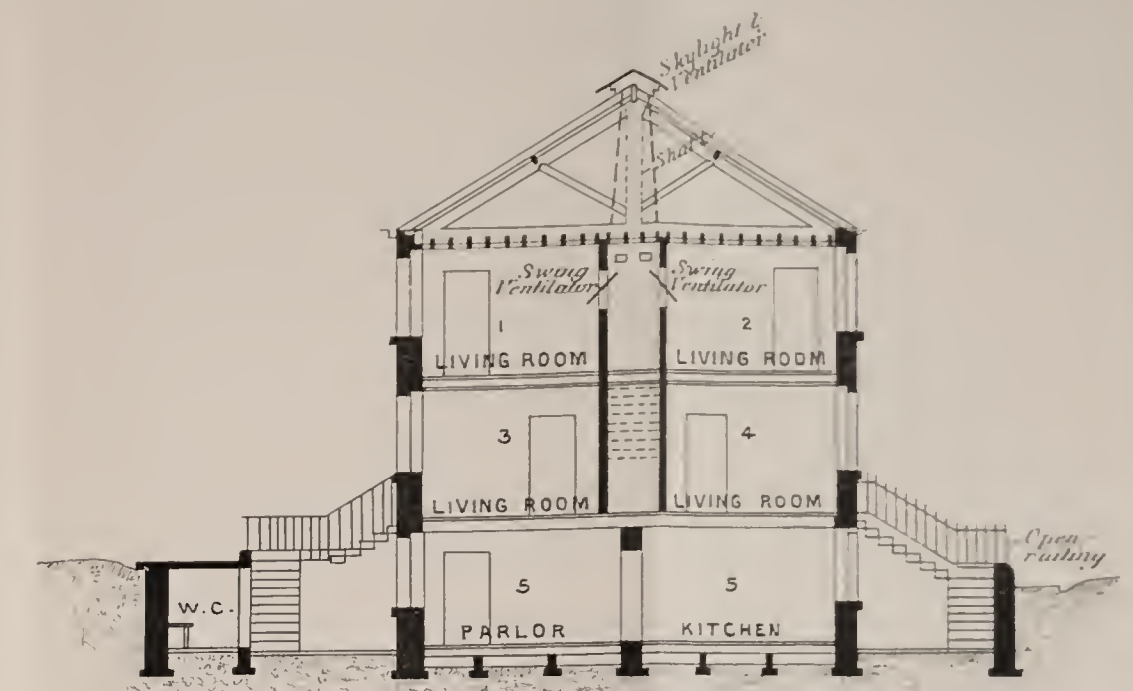 Skylight &
Ventilator
Shaft
Swing
Ventilator
Swing
Ventilator
1
2
LIVING ROOM
LIVING ROOM
3
4
LIVING ROOM
LIVING ROOM
Open
railing
5
5
W.C.
PARLOR
KITCHEN